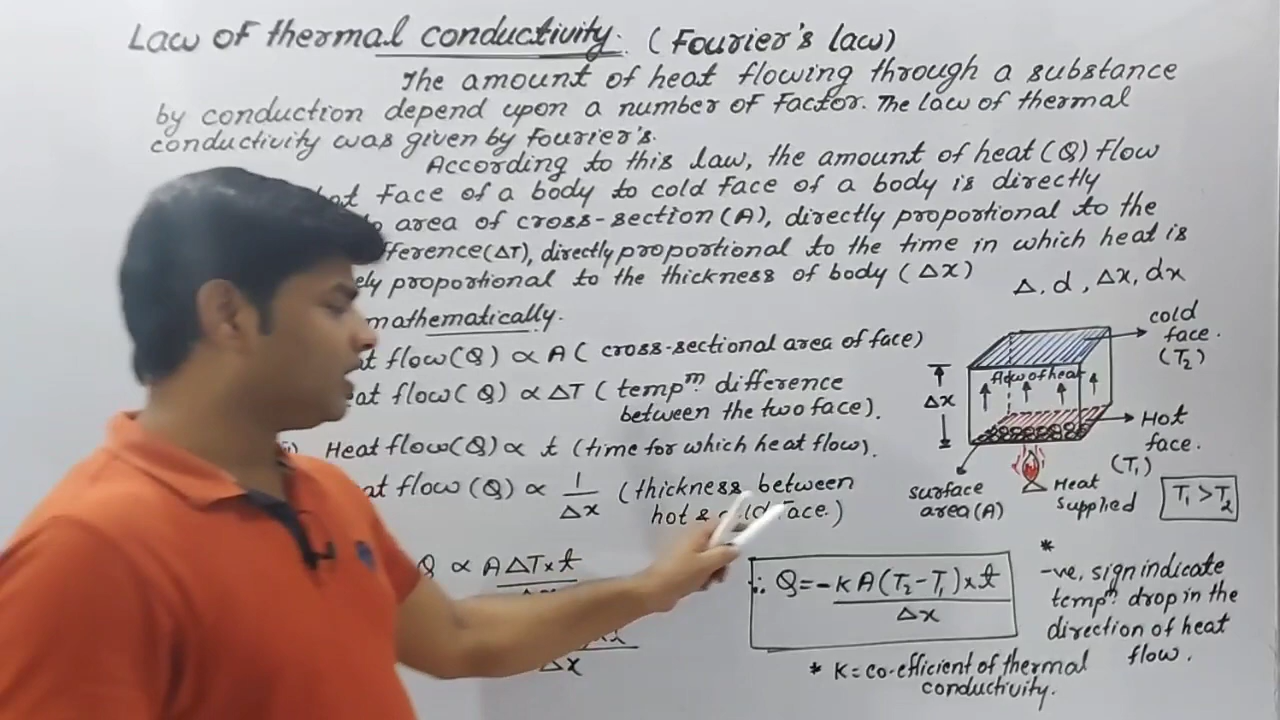 Law of thermal conductivity. (Fourier's law)
The amount of heat flowing through a substance
by conduction depend upon a number of factor. The law of thermal
conductivity was given by Fourier's.
According to this law, the amount of heat (Q) flow
face of a body to cold face of a body is directly
area of cross-section (A), directly proportional to the
(ΔT), directly proportional to the time in which heat is
proportional to the thickness of body (Δx)
Δ, d, Δx, dx
mathematically.
flow(Q) ∝ A ( cross-sectional area of face)
flow( Q) ∝ ΔT ( tempm difference
between the two face).
Heat flow(Q) ∝ t (time for which heat flow).
flow (Q) ∝ 1/Δx (thickness between
hot & cold face.)
Q ∝ A ΔT x t
Δx
∴ Q = -K A (T2 - T1) x t / Δx
cold
face.
(T2)
flow of heat
Δx
Hot
face.
(T1)
Heat
supplied
surface
area (A)
T1 > T2
*
-ve, sign indicate
tempm drop in the
direction of heat
flow.
* K = co-efficient of thermal
conductivity.